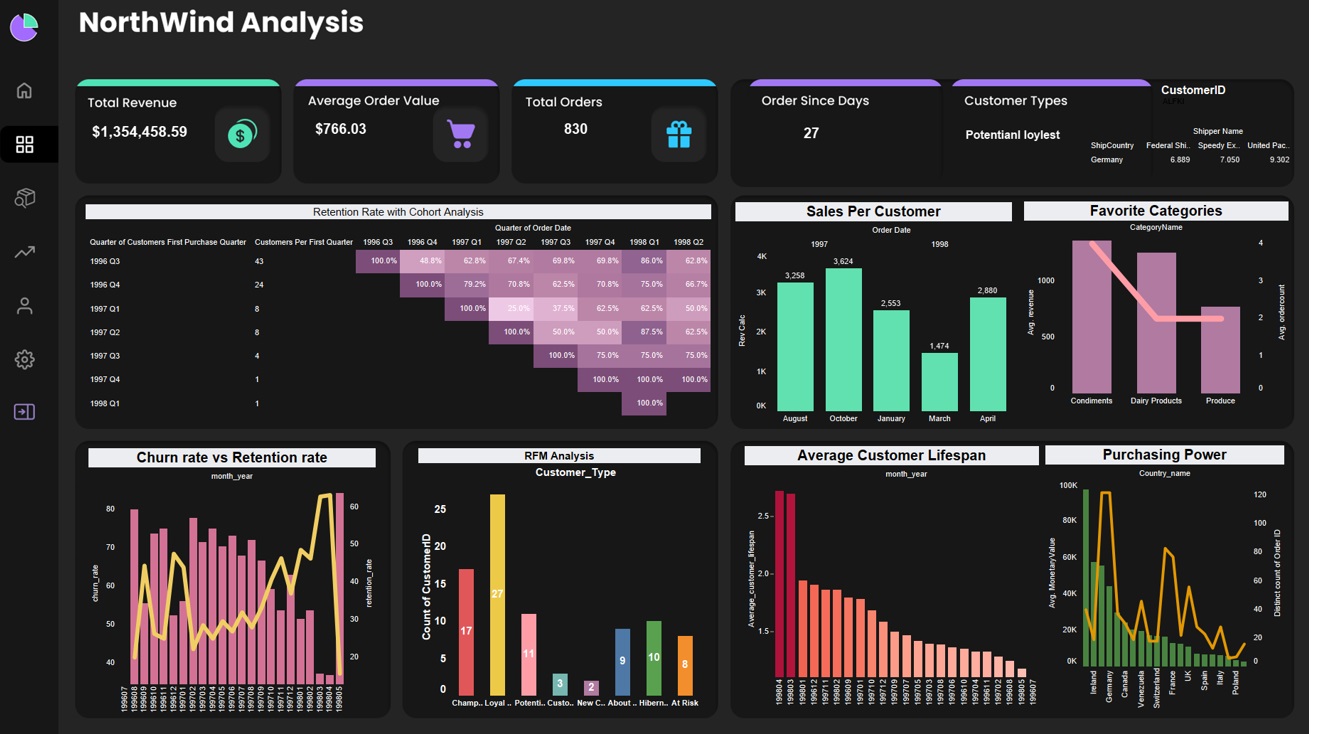 NorthWind Analysis
Total Revenue
$1,354,458.59
Average Order Value
$766.03
Total Orders
830
Order Since Days
27
Customer Types
Potentianl loylest
CustomerID
ALFKI
Shipper Name
ShipCountry Federal Shi.. Speedy Ex.. United Pac..
Germany 6.889 7.050 9.302
Retention Rate with Cohort Analysis
Quarter of Order Date
Quarter of Customers First Purchase Quarter Customers Per First Quarter 1996 Q3 1996 Q4 1997 Q1 1997 Q2 1997 Q3 1997 Q4 1998 Q1 1998 Q2
1996 Q3 43 100.0% 48.8% 62.8% 67.4% 69.8% 69.8% 86.0% 62.8%
1996 Q4 24 100.0% 79.2% 70.8% 62.5% 70.8% 75.0% 66.7%
1997 Q1 8 100.0% 25.0% 37.5% 62.5% 62.5% 50.0%
1997 Q2 8 100.0% 50.0% 50.0% 87.5% 62.5%
1997 Q3 4 100.0% 75.0% 75.0% 75.0%
1997 Q4 1 100.0% 100.0% 100.0%
1998 Q1 1 100.0%
Sales Per Customer
Order Date
1997 1998
Rev Calc
4K
3K
2K
1K
0K
3,258
3,624
2,553
1,474
2,880
August October January March April
Favorite Categories
CategoryName
Avg. revenue
1000
500
0
4
3
2
1
0
Avg. ordercount
Condiments Dairy Products Produce
Churn rate vs Retention rate
month_year
churn_rate
80
70
60
50
40
60
50
40
30
20
retention_rate
199607 199608 199609 199610 199611 199612 199701 199702 199703 199704 199705 199706 199707 199708 199709 199710 199711 199712 199801 199802 199803 199804 199805
RFM Analysis
Customer_Type
Count of CustomerID
25
20
15
10
5
0
17
27
11
3
2
9
10
8
Champ.. Loyal .. Potenti.. Custo.. New C.. About .. Hibern.. At Risk
Average Customer Lifespan
month_year
Average_customer_lifespan
2.5
2.0
1.5
199804 199803 199801 199612 199711 199802 199609 199701 199710 199712 199709 199707 199705 199708 199706 199610 199704 199611 199702 199608 199805 199607
Purchasing Power
Country_name
Avg. MonetaryValue
100K
80K
60K
40K
20K
0K
120
100
80
60
40
20
0
Distinct count of Order ID
Ireland Germany Canada Venezuela Switzerland France UK Spain Italy Poland